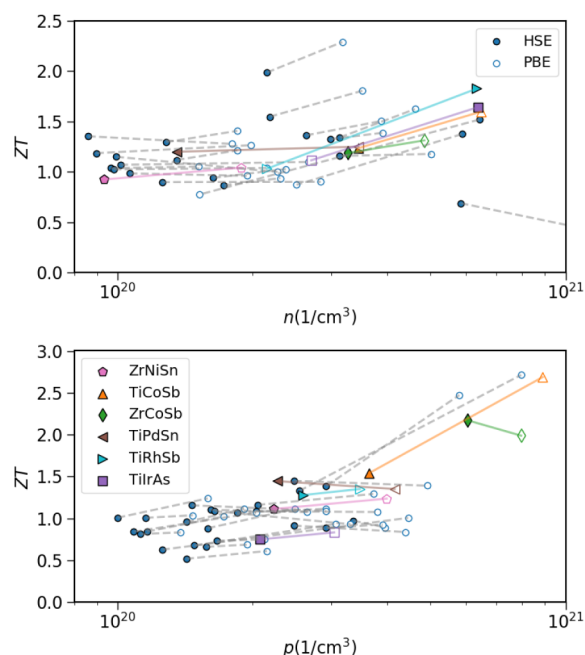 2.5
2.0
1.5
1.0
0.5
0.0
ZT
HSE
PBE
10^20
10^21
n(1/cm^3)
3.0
2.5
2.0
1.5
1.0
0.5
0.0
ZT
ZrNiSn
TiCoSb
ZrCoSb
TiPdSn
TiRhSb
TiIrAs
10^20
10^21
p(1/cm^3)